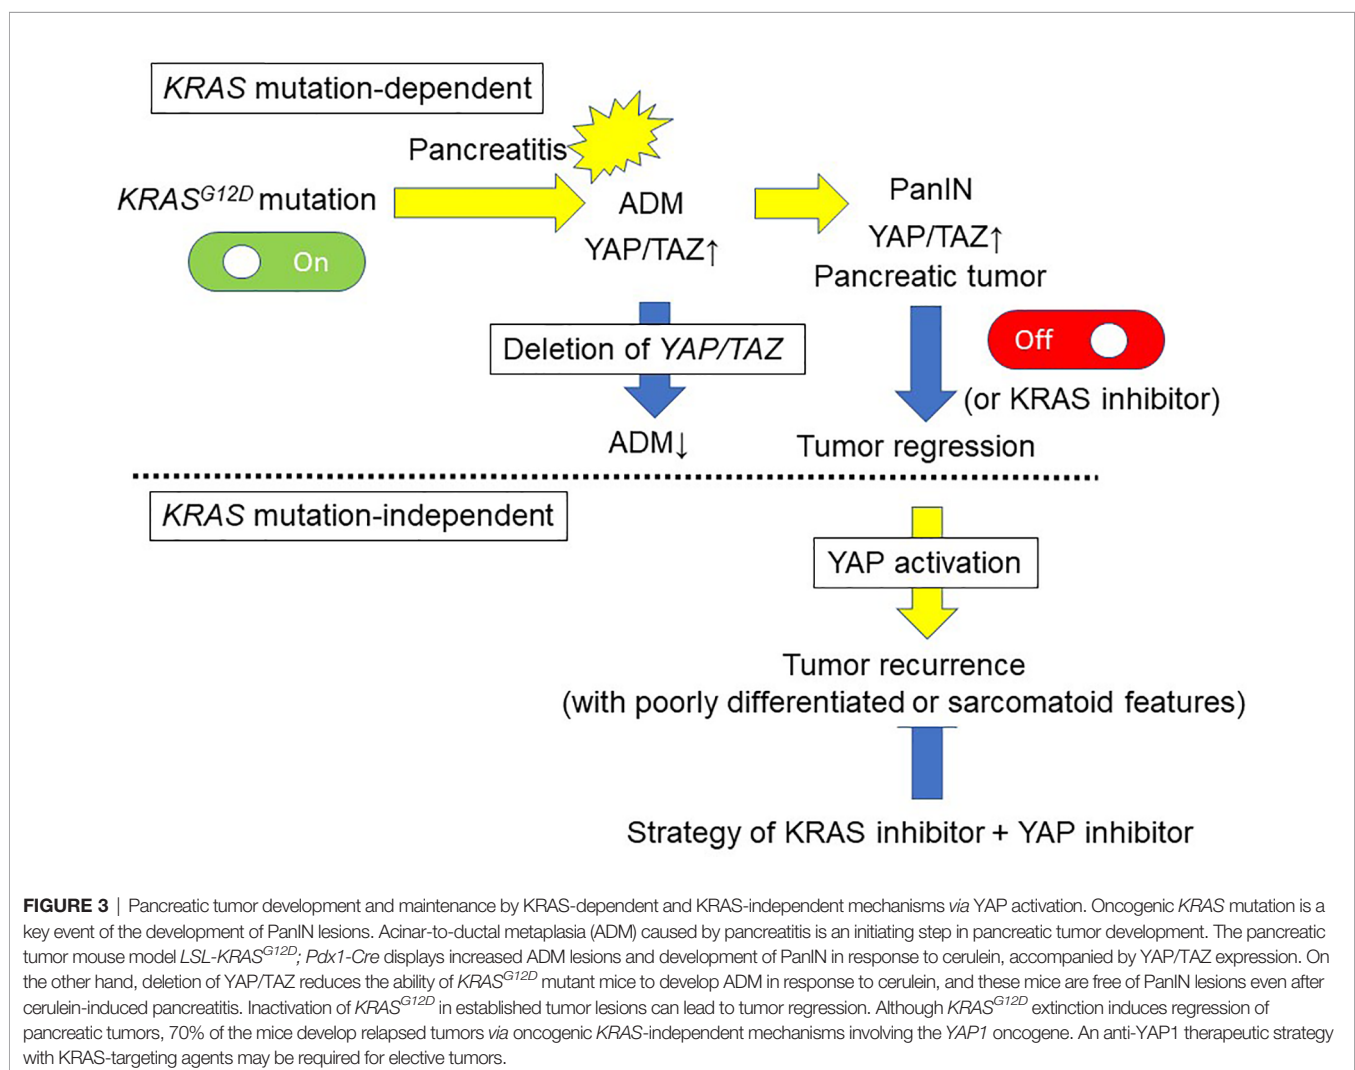 KRAS mutation-dependent
Pancreatitis
KRASG12D mutation
On
ADM
YAP/TAZ↑
PanIN
YAP/TAZ↑
Pancreatic tumor
Deletion of YAP/TAZ
Off
(or KRAS inhibitor)
ADM↓
Tumor regression
KRAS mutation-independent
YAP activation
Tumor recurrence
(with poorly differentiated or sarcomatoid features)
Strategy of KRAS inhibitor + YAP inhibitor
FIGURE 3 | Pancreatic tumor development and maintenance by KRAS-dependent and KRAS-independent mechanisms via YAP activation. Oncogenic KRAS mutation is a
key event of the development of PanIN lesions. Acinar-to-ductal metaplasia (ADM) caused by pancreatitis is an initiating step in pancreatic tumor development. The pancreatic
tumor mouse model LSL-KRASG12D; Pdx1-Cre displays increased ADM lesions and development of PanIN in response to cerulein, accompanied by YAP/TAZ expression. On
the other hand, deletion of YAP/TAZ reduces the ability of KRASG12D mutant mice to develop ADM in response to cerulein, and these mice are free of PanIN lesions even after
cerulein-induced pancreatitis. Inactivation of KRASG12D in established tumor lesions can lead to tumor regression. Although KRASG12D extinction induces regression of
pancreatic tumors, 70% of the mice develop relapsed tumors via oncogenic KRAS-independent mechanisms involving the YAP1 oncogene. An anti-YAP1 therapeutic strategy
with KRAS-targeting agents may be required for elective tumors.